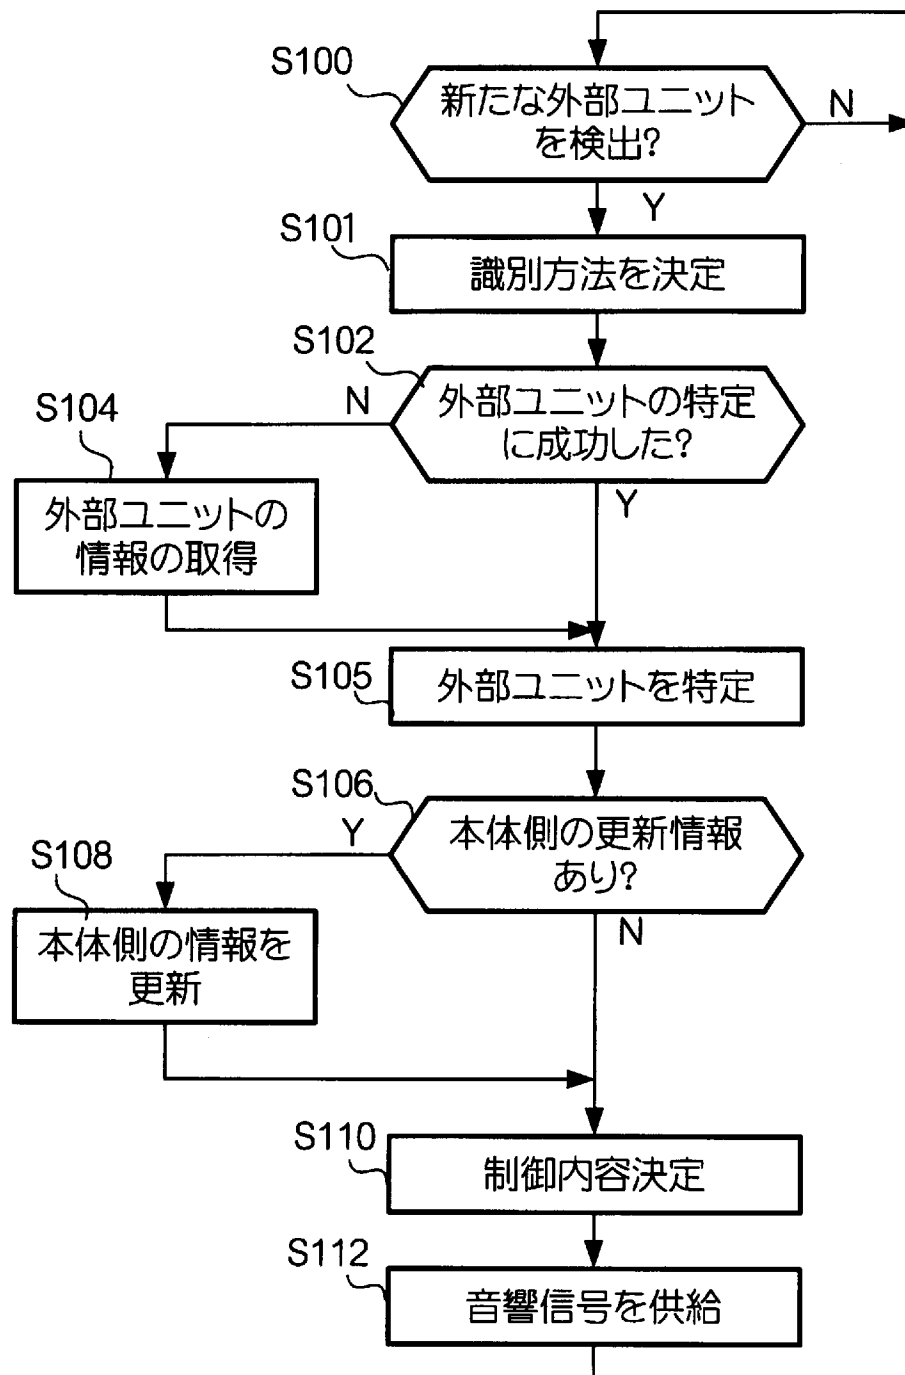 S100
新たな外部ユニット
を検出?
N
Y
S101
識別方法を決定
S102
外部ユニットの特定
に成功した?
N
Y
S104
外部ユニットの
情報の取得
S105
外部ユニットを特定
S106
本体側の更新情報
あり?
Y
N
S108
本体側の情報を
更新
S110
制御内容決定
S112
音響信号を供給